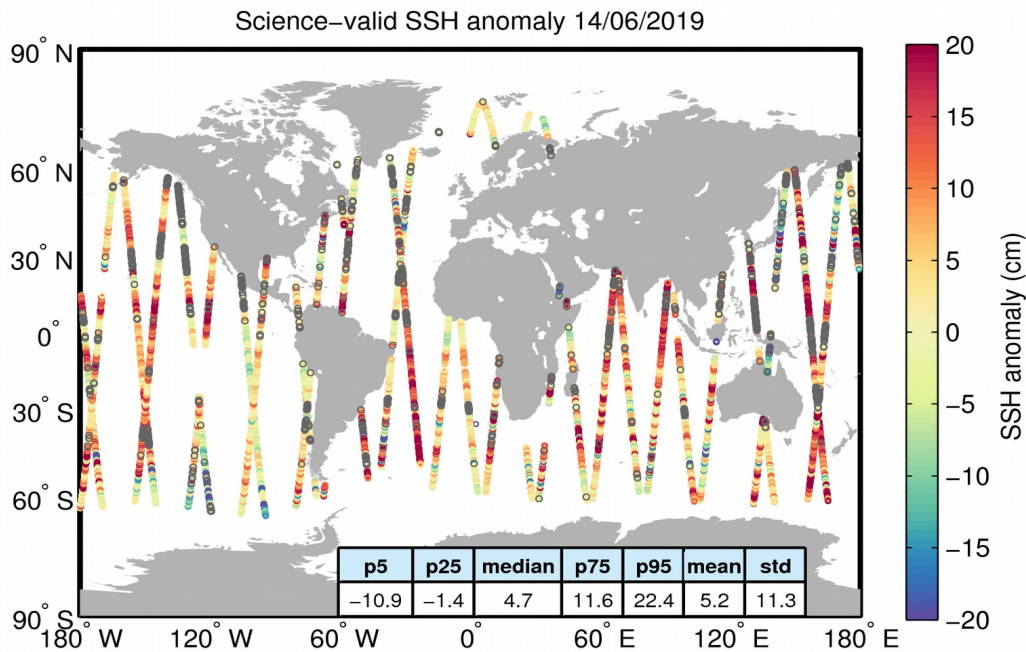 Science−valid SSH anomaly 14/06/2019
90° N
60° N
30° N
0°
30° S
60° S
90° S
180° W
120° W
60° W
0°
60° E
120° E
180° E
p5 p25 median p75 p95 mean std
−10.9 −1.4 4.7 11.6 22.4 5.2 11.3
20
15
10
5
0
−5
−10
−15
−20
SSH anomaly (cm)